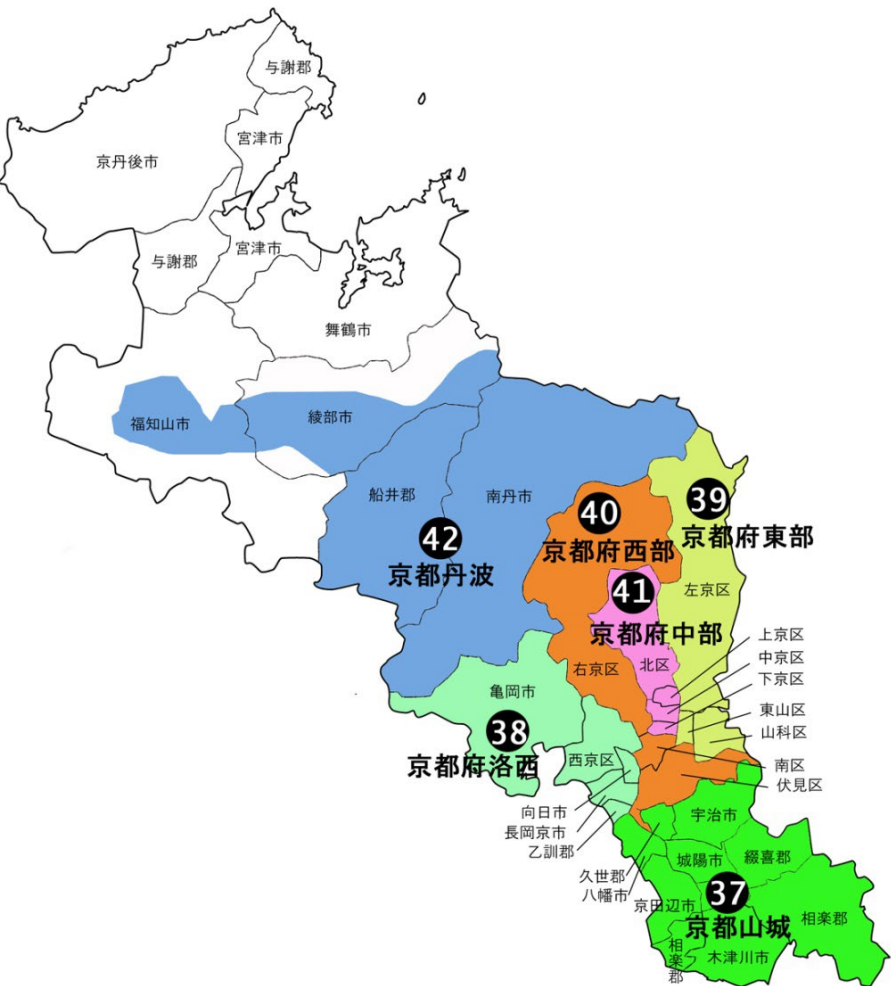 与謝郡
宮津市
京丹後市
与謝郡
宮津市
舞鶴市
福知山市
綾部市
船井郡
南丹市
42
京都丹波
40
京都府西部
39
京都府東部
41
京都府中部
左京区
右京区
北区
上京区
中京区
下京区
東山区
山科区
南区
伏見区
亀岡市
38
京都府洛西
西京区
向日市
長岡京市
乙訓郡
久世郡
八幡市
宇治市
城陽市
綴喜郡
37
京田辺市
京都山城
相楽郡
相楽郡
木津川市